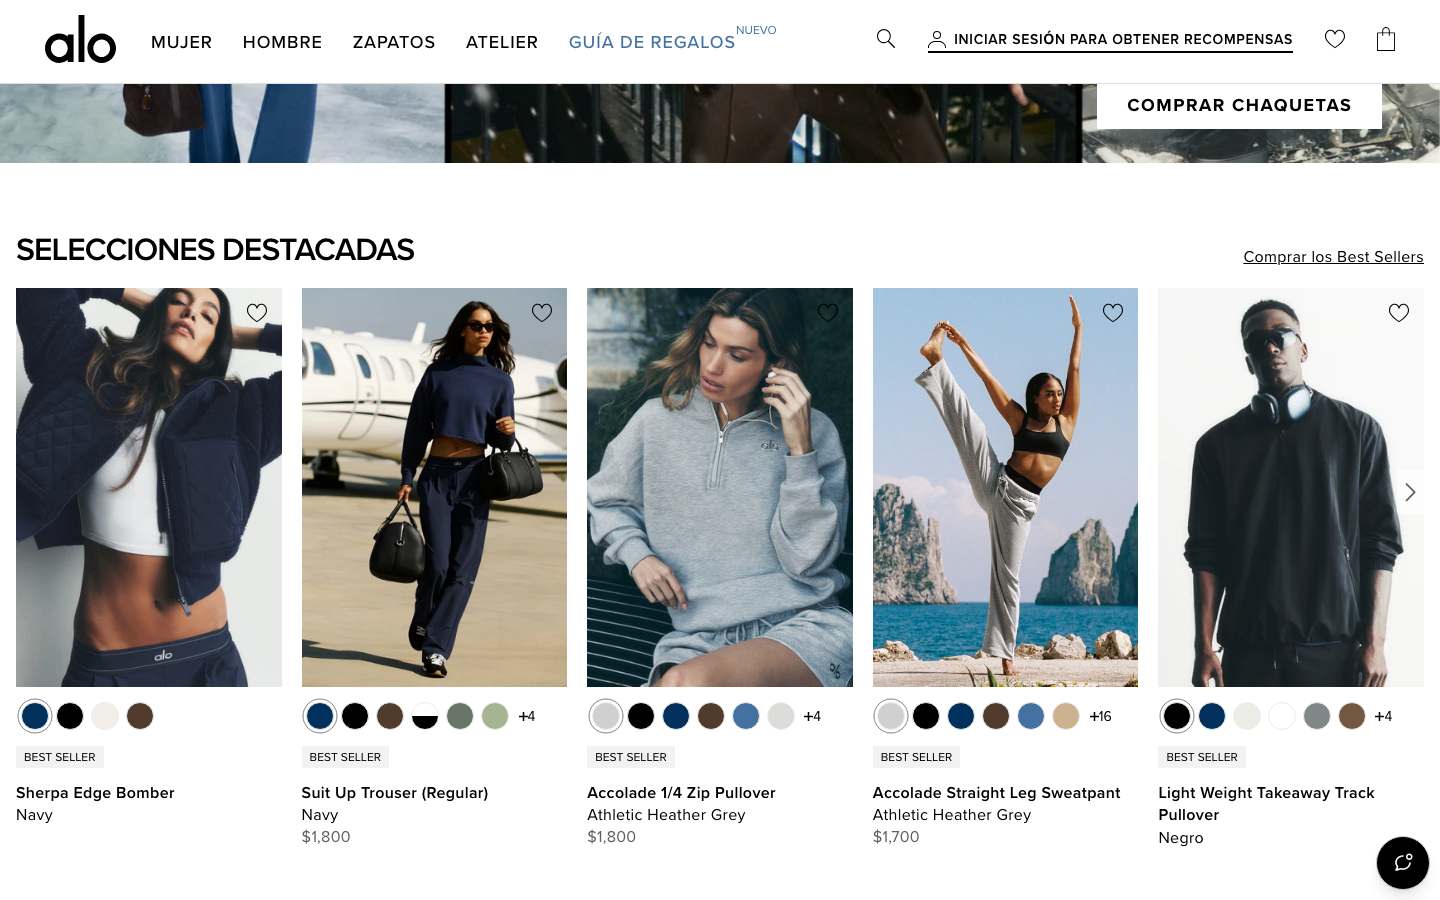 alo
MUJER
HOMBRE
ZAPATOS
ATELIER
GUÍA DE REGALOS
NUEVO
INICIAR SESIÓN PARA OBTENER RECOMPENSAS
COMPRAR CHAQUETAS
SELECCIONES DESTACADAS
Comprar los Best Sellers
alo
alo
alo
+4
+4
+16
+4
BEST SELLER
BEST SELLER
BEST SELLER
BEST SELLER
BEST SELLER
Sherpa Edge Bomber
Navy
Suit Up Trouser (Regular)
Navy
$1,800
Accolade 1/4 Zip Pullover
Athletic Heather Grey
$1,800
Accolade Straight Leg Sweatpant
Athletic Heather Grey
$1,700
Light Weight Takeaway Track
Pullover
Negro